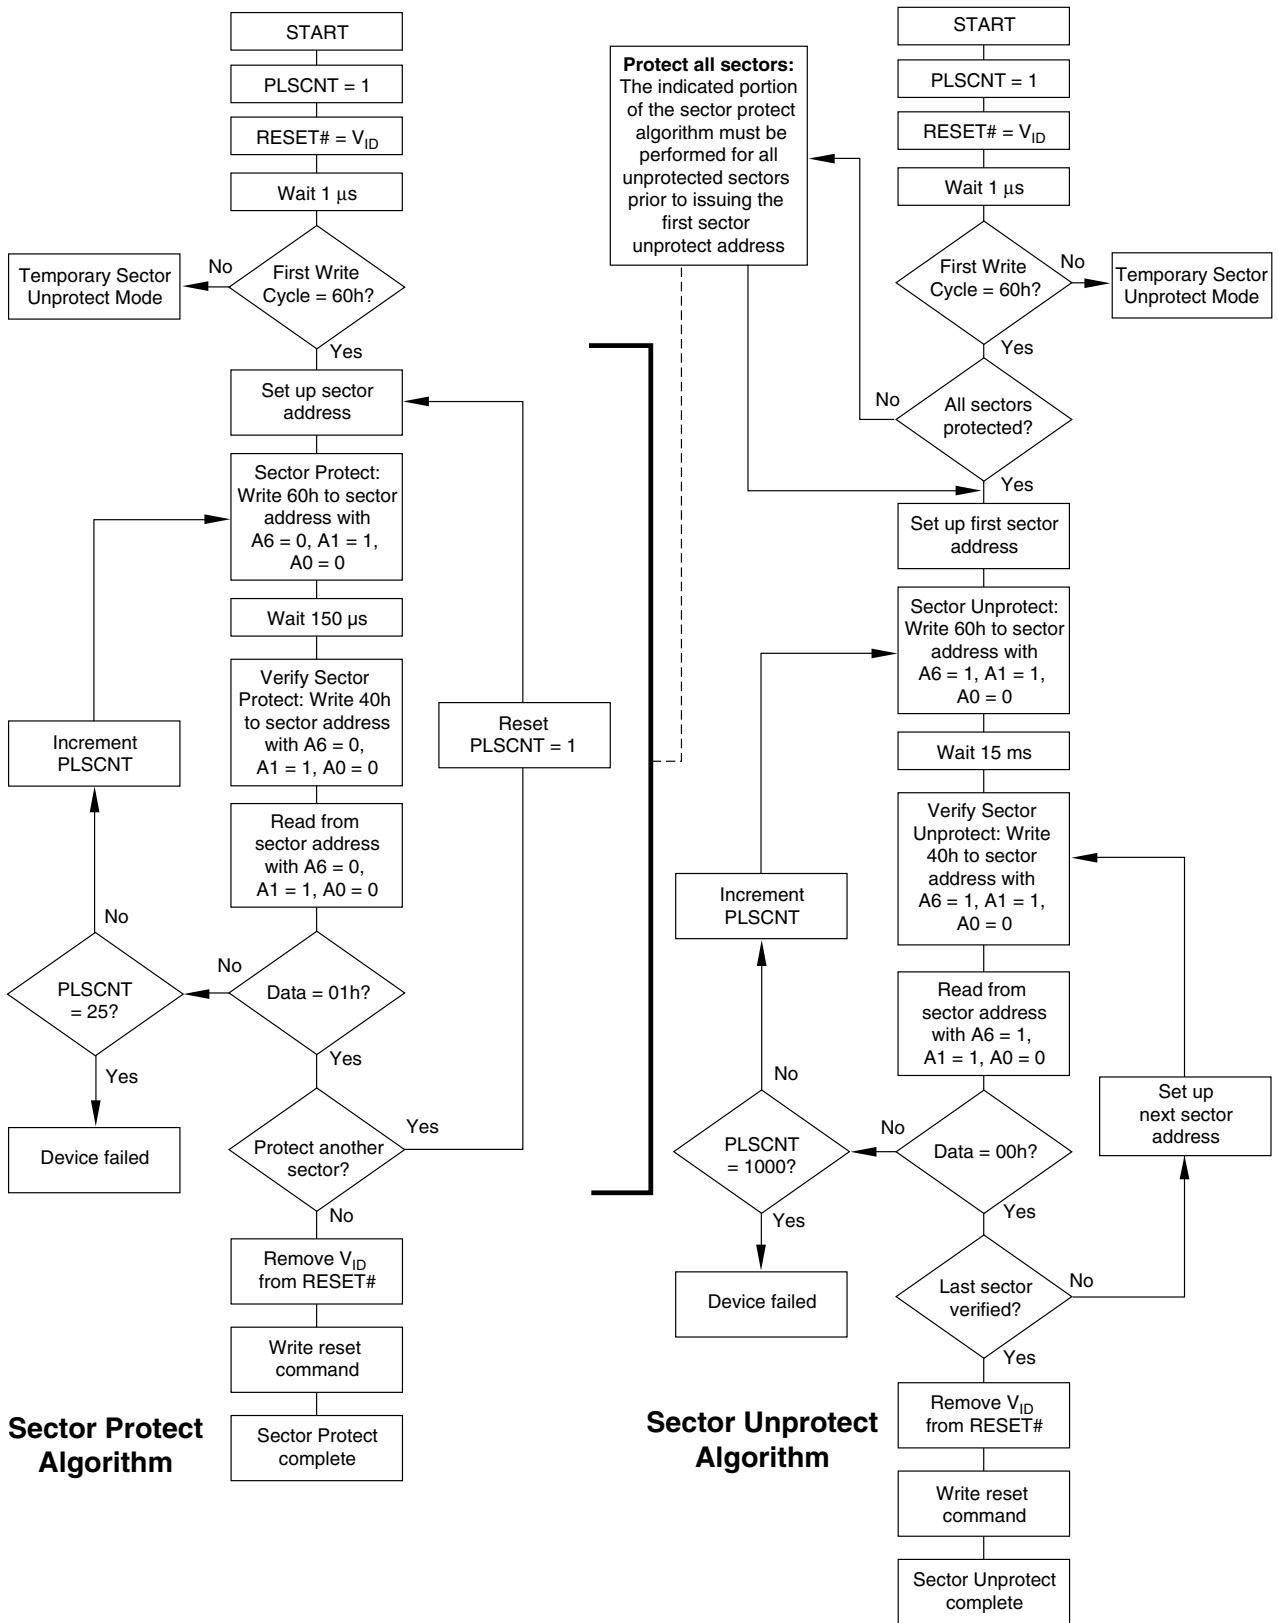 START
PLSCNT = 1
RESET# = VID
Wait 1 μs
No
First Write
Cycle = 60h?
Temporary Sector
Unprotect Mode
Yes
Set up sector
address
Sector Protect:
Write 60h to sector
address with
A6 = 0, A1 = 1,
A0 = 0
Wait 150 µs
Verify Sector
Protect: Write 40h
to sector address
with A6 = 0,
A1 = 1, A0 = 0
Reset
PLSCNT = 1
Increment
PLSCNT
Read from
sector address
with A6 = 0,
A1 = 1, A0 = 0
No
No
PLSCNT
= 25?
Data = 01h?
Yes
Yes
Yes
Device failed
Protect another
sector?
No
Remove VID
from RESET#
Write reset
command
Sector Protect
complete
Sector Protect
Algorithm
Protect all sectors:
The indicated portion
of the sector protect
algorithm must be
performed for all
unprotected sectors
prior to issuing the
first sector
unprotect address
START
PLSCNT = 1
RESET# = VID
Wait 1 μs
First Write
Cycle = 60h?
No
Temporary Sector
Unprotect Mode
Yes
No
All sectors
protected?
Yes
Set up first sector
address
Sector Unprotect:
Write 60h to sector
address with
A6 = 1, A1 = 1,
A0 = 0
Wait 15 ms
Verify Sector
Unprotect: Write
40h to sector
address with
A6 = 1, A1 = 1,
A0 = 0
Increment
PLSCNT
Read from
sector address
with A6 = 1,
A1 = 1, A0 = 0
No
No
PLSCNT
= 1000?
Data = 00h?
Set up
next sector
address
Yes
Yes
Device failed
Last sector
verified?
No
Yes
Remove VID
from RESET#
Write reset
command
Sector Unprotect
complete
Sector Unprotect
Algorithm